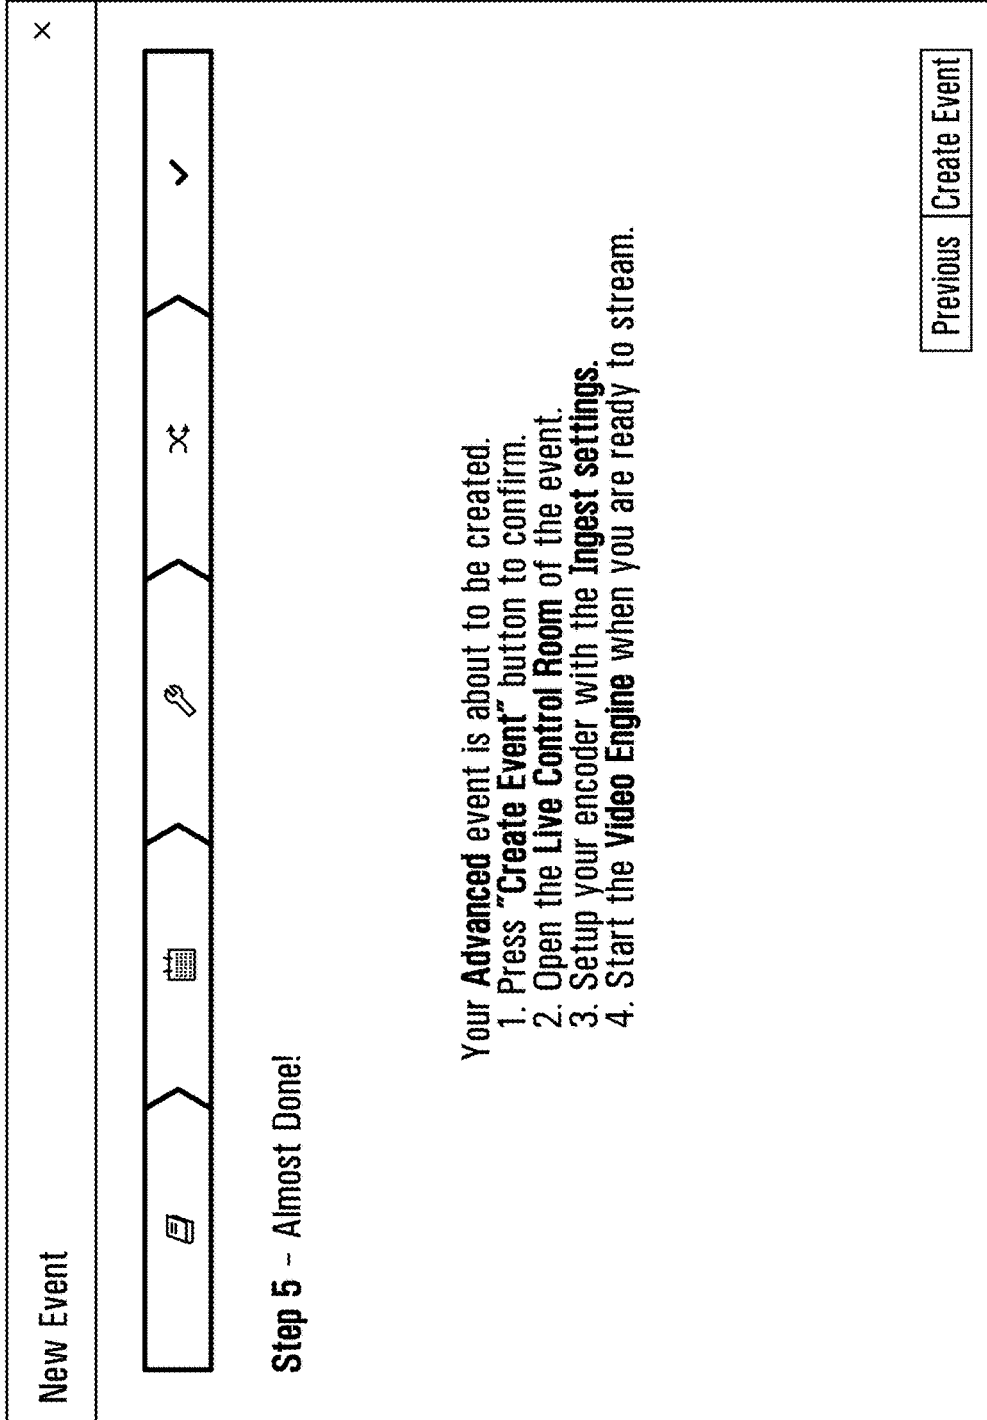 New Event
Step 5 - Almost Done!
Your Advanced event is about to be created.
1. Press "Create Event" button to confirm.
2. Open the Live Control Room of the event.
3. Setup your encoder with the Ingest settings.
4. Start the Video Engine when you are ready to stream.
Previous
Create Event